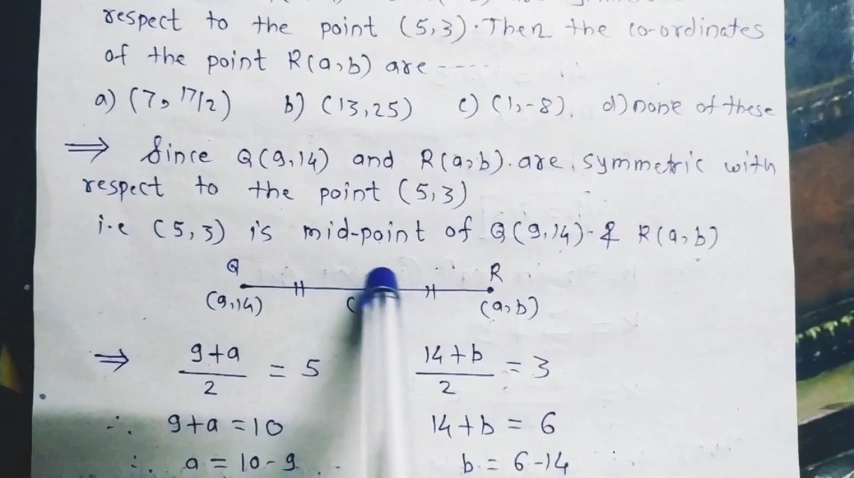 respect to the point (5,3). Then the co-ordinates
of the point R(a,b) are ----
a) (7, 17/2) b) (13,25) c) (1,-8). d) none of these
⇒ Since Q(9,14) and R(a,b). are symmetric with
respect to the point (5,3)
i.e (5,3) is mid-point of Q(9,14) & R(a,b)
Q R
(9,14) ( (a,b)
⇒ 9+a/2 = 5 14+b/2 = 3
∴ 9+a = 10 14+b = 6
∴ a = 10-9 b = 6-14